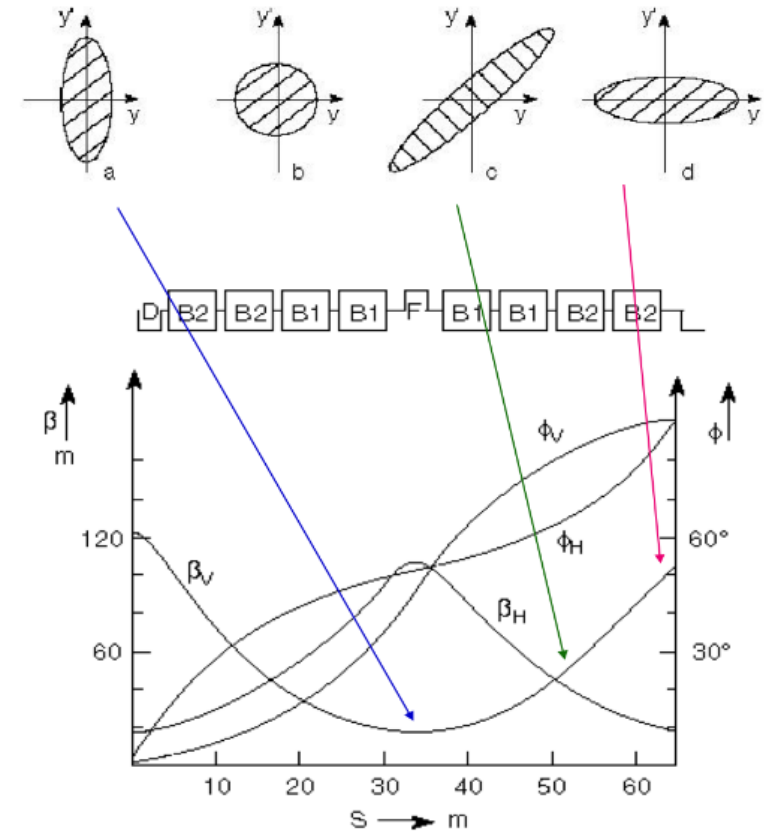 y' y' y' y'
y y y y
a b c d
D B2 B2 B1 B1 F B1 B1 B2 B2
β ϕ
m
ϕV
120 ϕH 60°
βV
βH
60 30°
10 20 30 40 50 60
S m